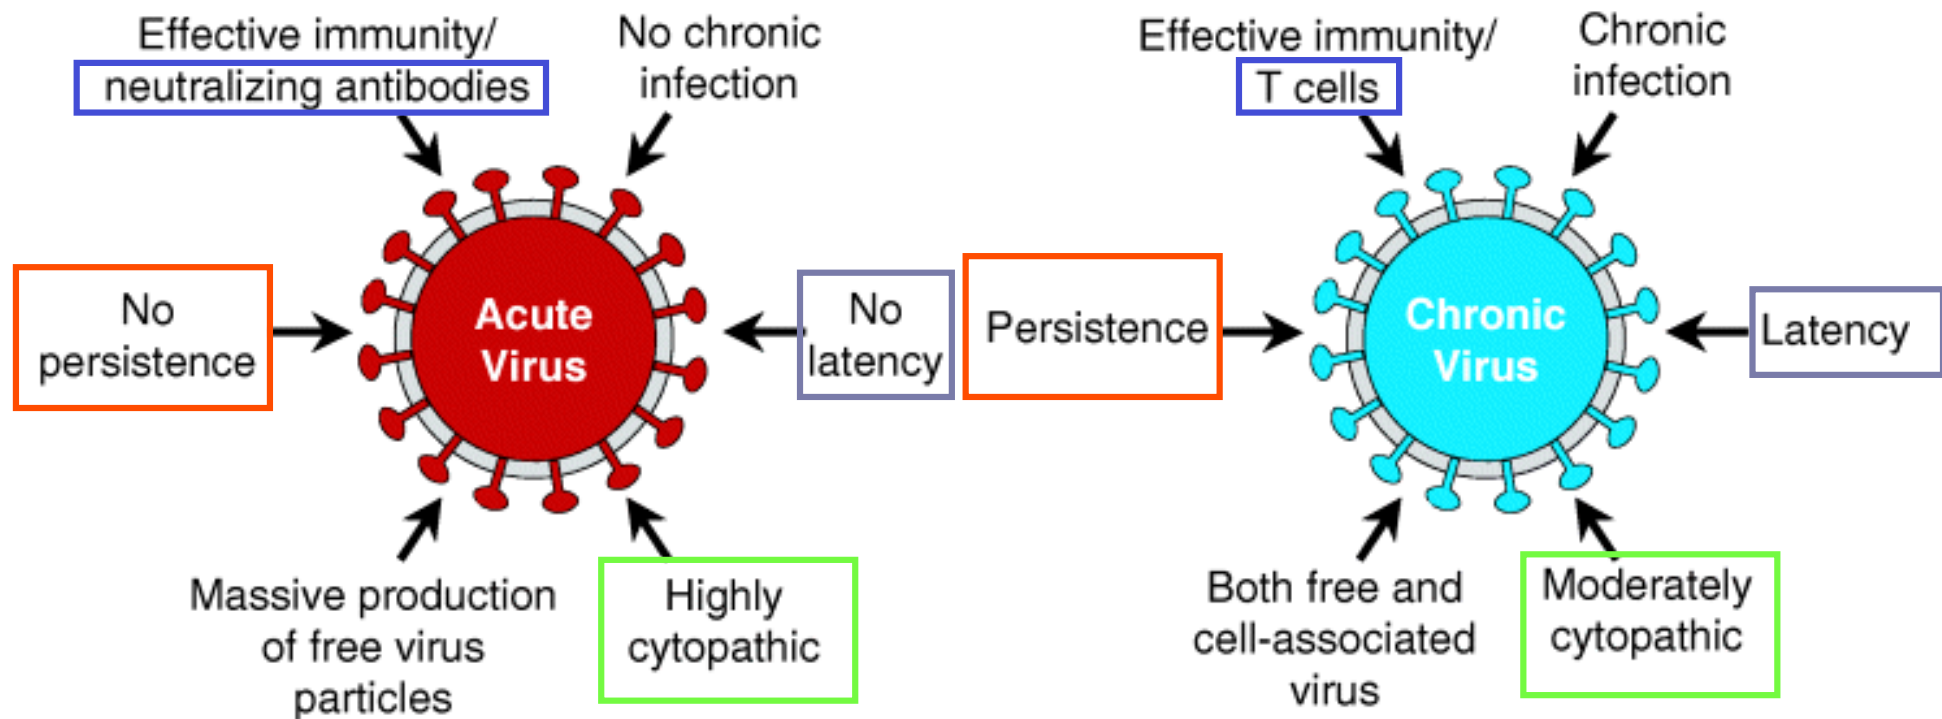 Effective immunity/
neutralizing antibodies
No chronic
infection
No
persistence
Acute
Virus
No
latency
Massive production
of free virus
particles
Highly
cytopathic
Effective immunity/
T cells
Chronic
infection
Persistence
Chronic
Virus
Latency
Both free and
cell-associated
virus
Moderately
cytopathic